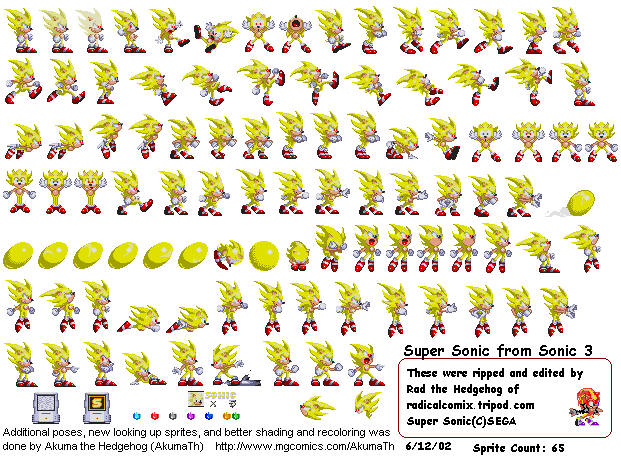 SONIC
× 3
S
Super Sonic from Sonic 3
These were ripped and edited by
Rad the Hedgehog of
radicalcomix.tripod.com
Super Sonic(C)SEGA
Additional poses, new looking up sprites, and better shading and recoloring was
done by Akuma the Hedgehog (AkumaTh) http://www.mgcomics.com/AkumaTh
6/12/02 Sprite Count: 65